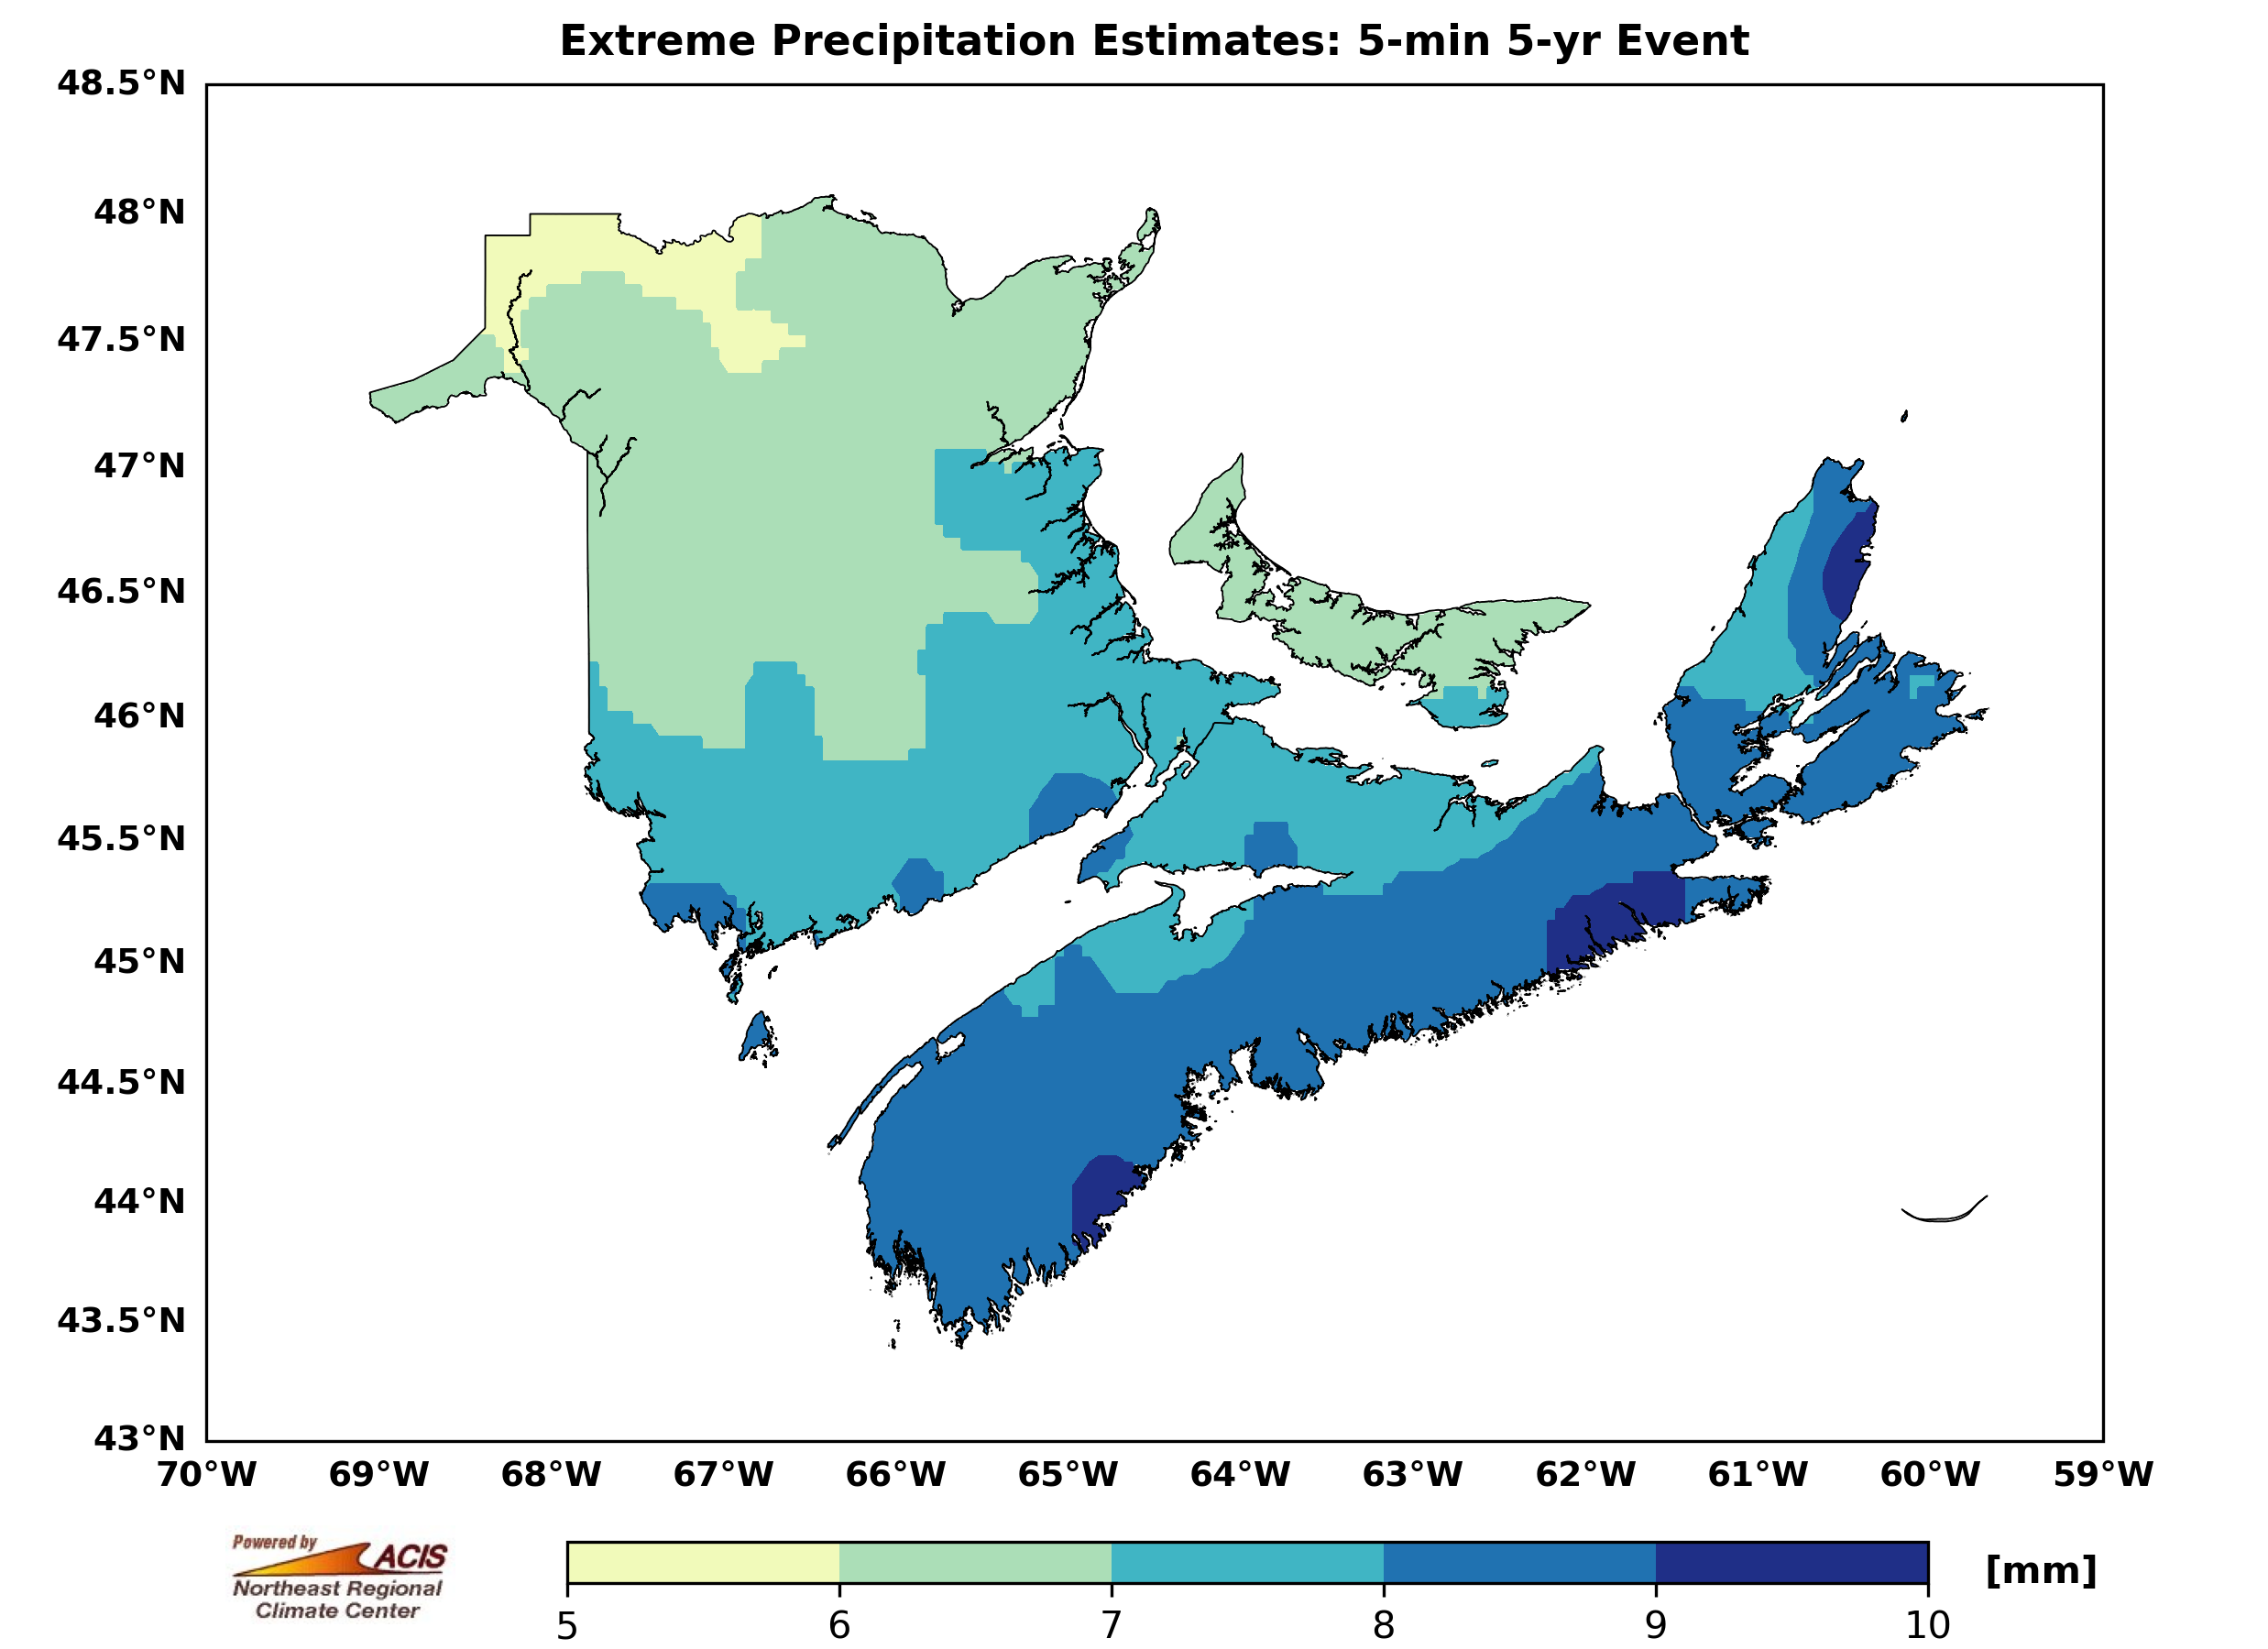 Extreme Precipitation Estimates: 5-min 5-yr Event
48.5°N
48°N
47.5°N
47°N
46.5°N
46°N
45.5°N
45°N
44.5°N
44°N
43.5°N
43°N
70°W 69°W 68°W 67°W 66°W 65°W 64°W 63°W 62°W 61°W 60°W 59°W
Powered by
ACIS
Northeast Regional
Climate Center
[mm]
5 6 7 8 9 10